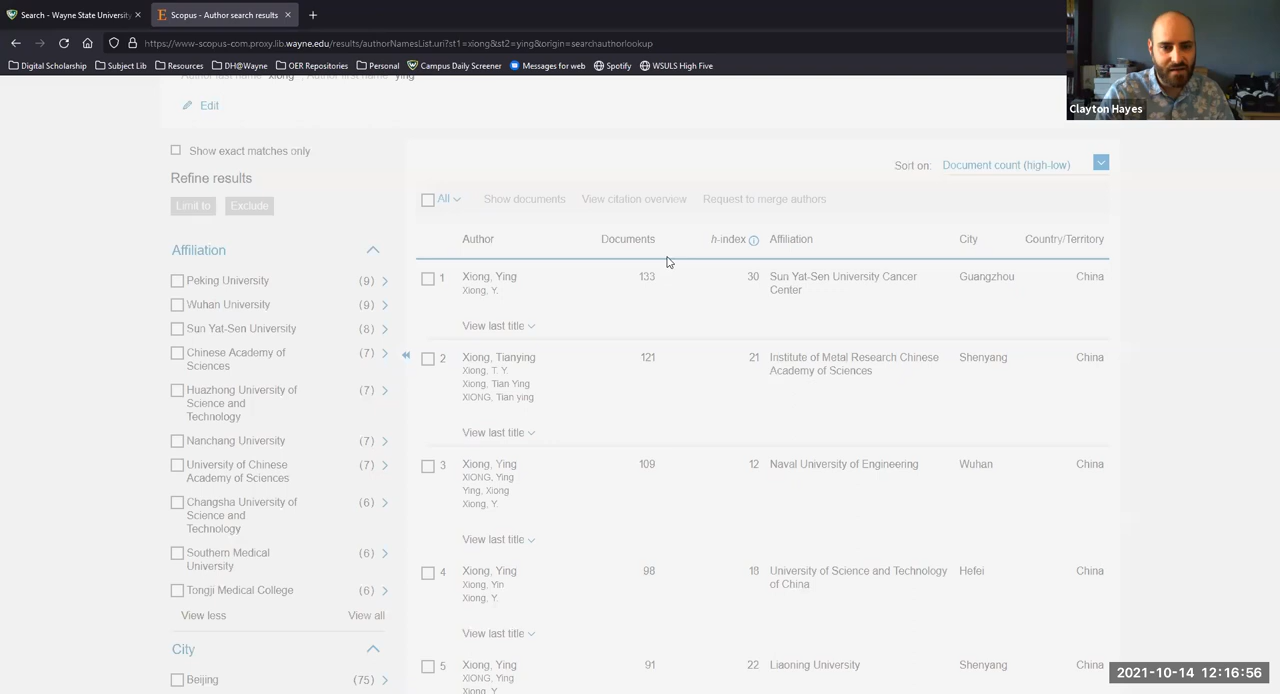 Search - Wayne State University
Scopus - Author search results
https://www-scopus-com.proxy.lib.wayne.edu/results/authorNamesList.uri?st1=xiong&st2=ying&origin=searchauthorlookup
Digital Scholarship
Subject Lib
Resources
DH@Wayne
OER Repositories
Personal
Campus Daily Screener
Messages for web
Spotify
WSULS High Five
Clayton Hayes
Author last name "xiong", Author first name "ying"
Edit
Show exact matches only
Refine results
Limit to Exclude
Affiliation
Peking University (9)
Wuhan University (9)
Sun Yat-Sen University (8)
Chinese Academy of (7)
Sciences
Huazhong University of (7)
Science and
Technology
Nanchang University (7)
University of Chinese (7)
Academy of Sciences
Changsha University of (6)
Science and
Technology
Southern Medical (6)
University
Tongji Medical College (6)
View less View all
City
Beijing (75)
Sort on: Document count (high-low)
All Show documents View citation overview Request to merge authors
Author Documents h-index Affiliation City Country/Territory
1 Xiong, Ying 133 30 Sun Yat-Sen University Cancer Guangzhou China
Xiong, Y. Center
View last title
2 Xiong, Tianying 121 21 Institute of Metal Research Chinese Shenyang China
Xiong, T. Y. Academy of Sciences
Xiong, Tian Ying
XIONG, Tian ying
View last title
3 Xiong, Ying 109 12 Naval University of Engineering Wuhan China
XIONG, Ying
Ying, Xiong
Xiong, Y.
View last title
4 Xiong, Ying 98 18 University of Science and Technology Hefei China
Xiong, Yin of China
Xiong, Y.
View last title
5 Xiong, Ying 91 22 Liaoning University Shenyang China
XIONG, Ying
Xiong, Y.
2021-10-14 12:16:56